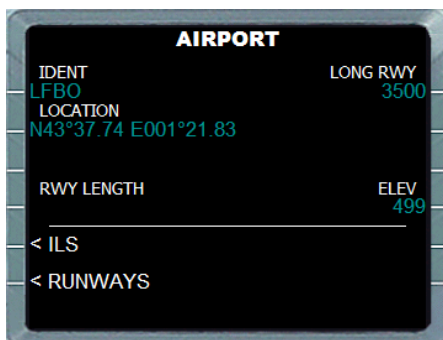 AIRPORT
IDENT LONG RWY
LFBO 3500
LOCATION
N43°37.74 E001°21.83
RWY LENGTH ELEV
499
< ILS
< RUNWAYS